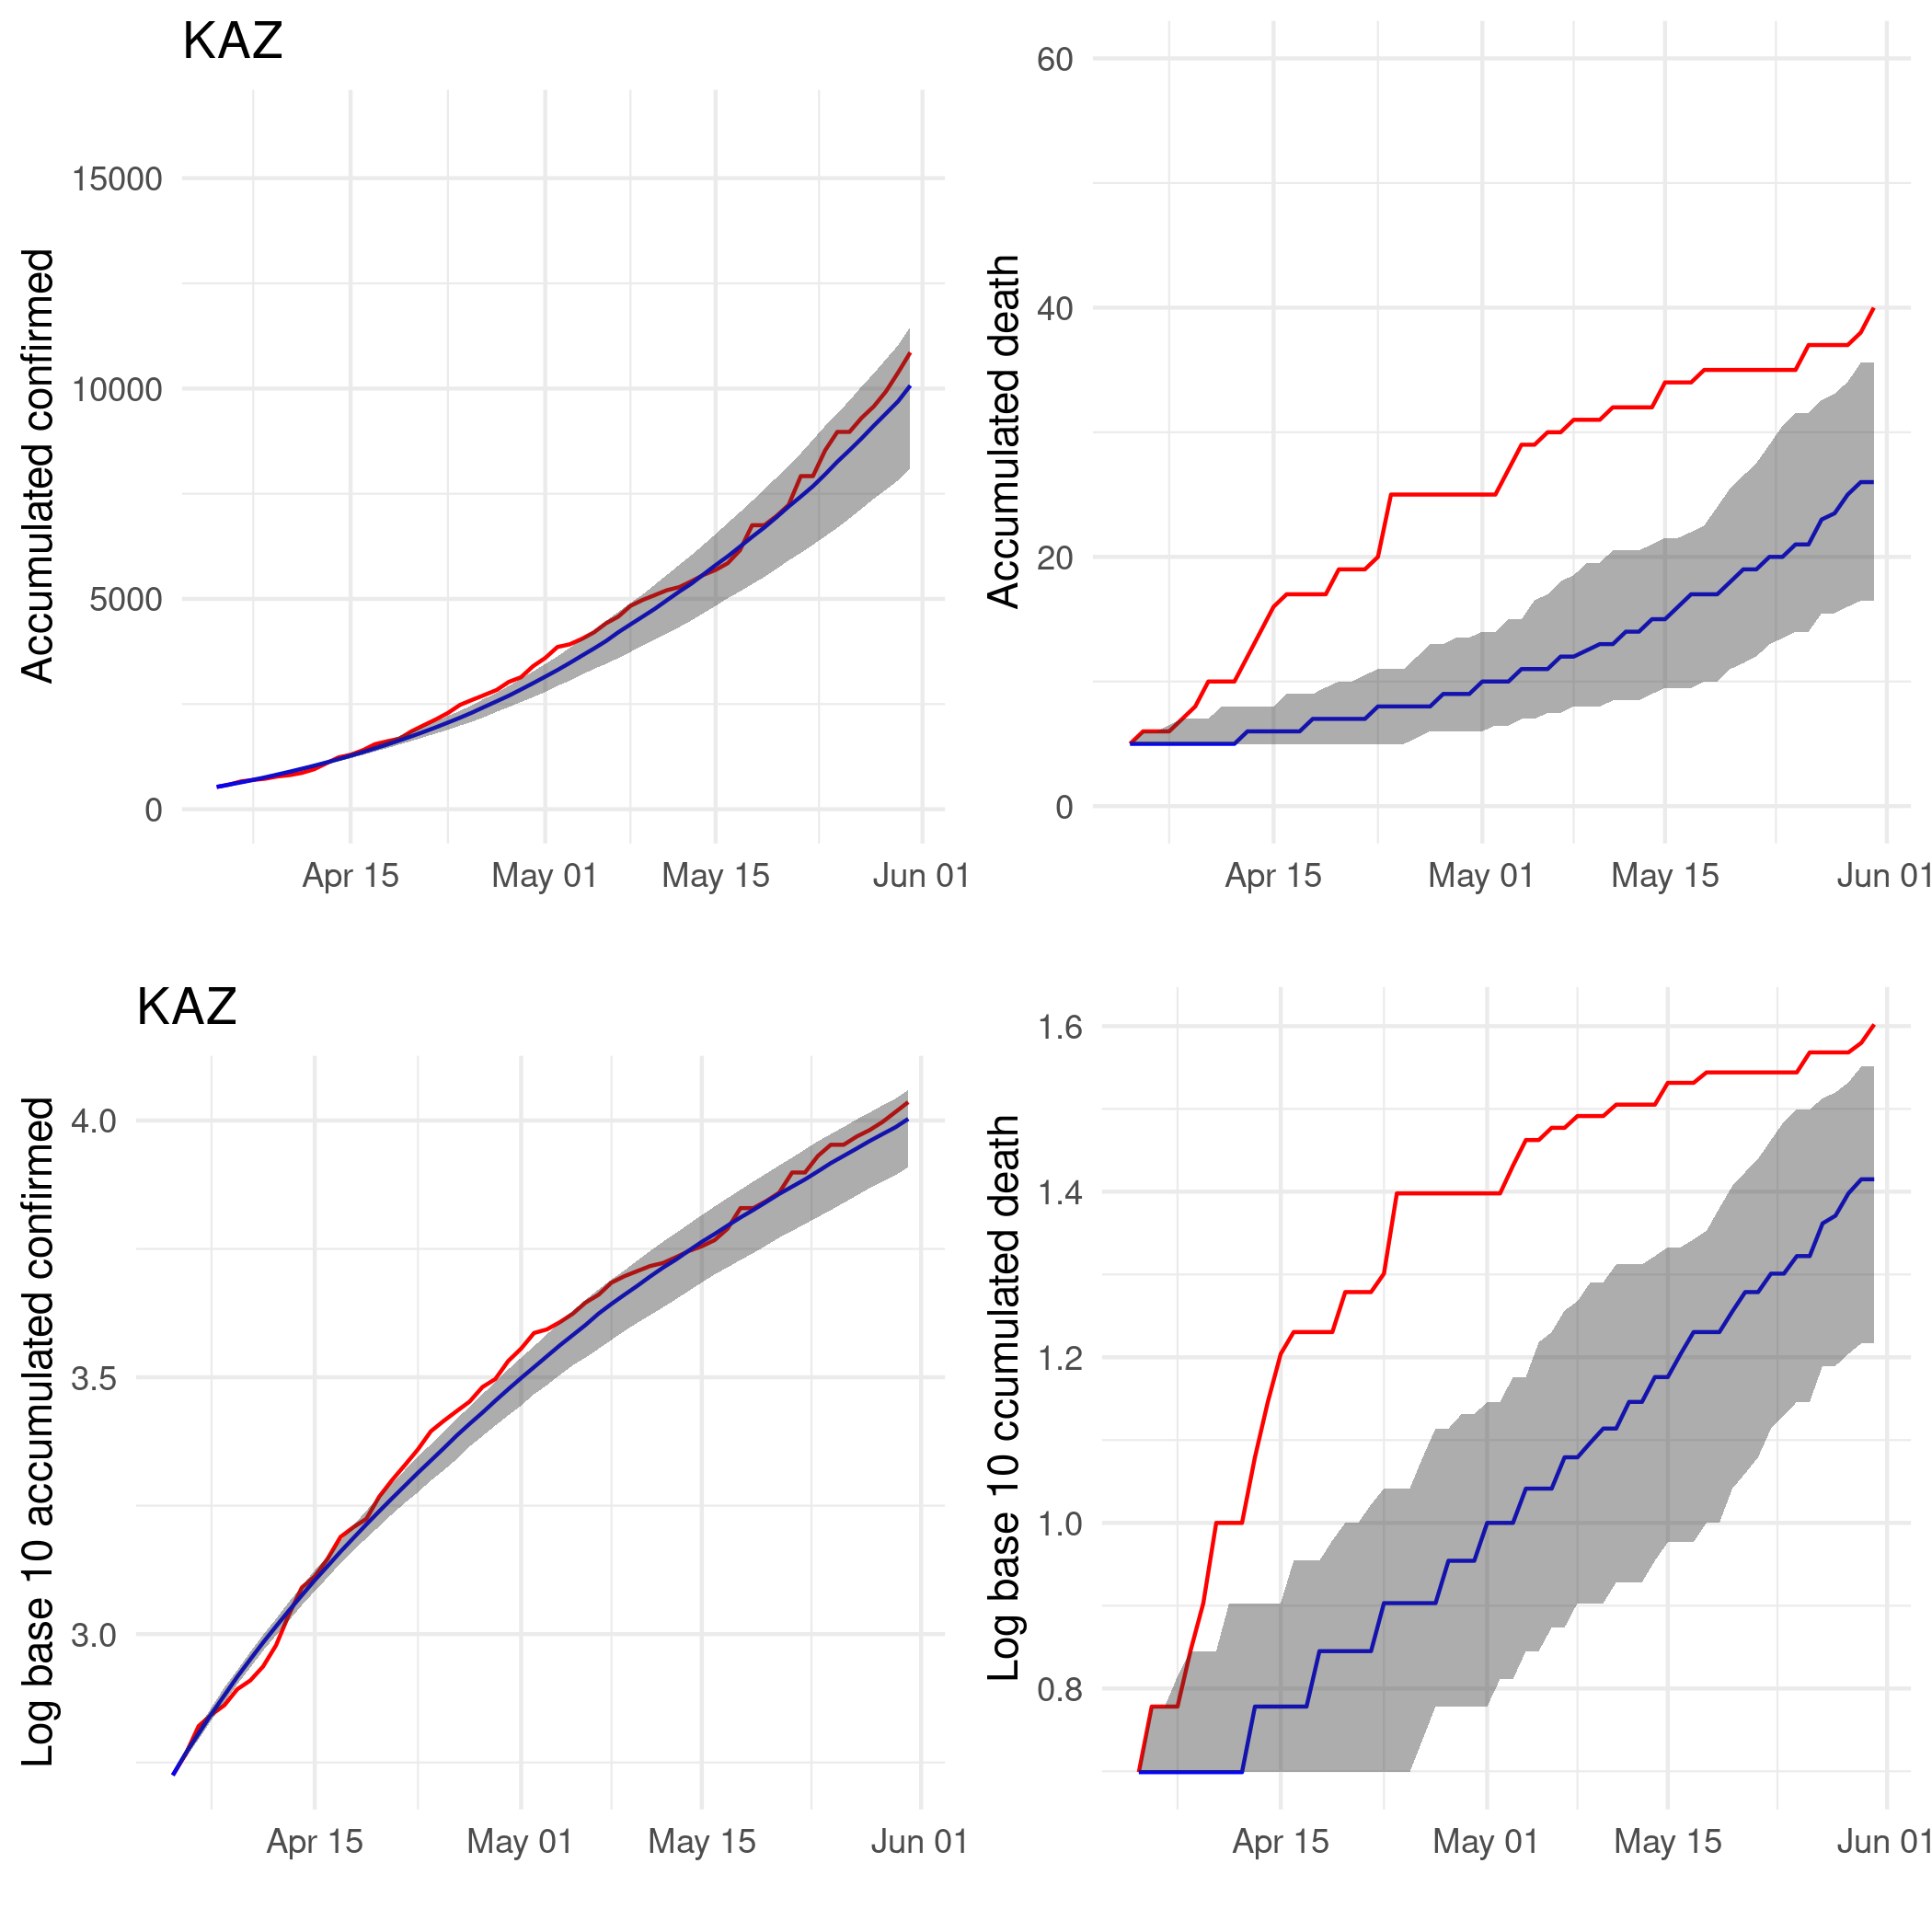 KAZ
Accumulated confirmed
15000
10000
5000
0
Apr 15 May 01 May 15 Jun 01
Accumulated death
60
40
20
0
Apr 15 May 01 May 15 Jun 01
KAZ
Log base 10 accumulated confirmed
4.0
3.5
3.0
Apr 15 May 01 May 15 Jun 01
Log base 10 ccumulated death
1.6
1.4
1.2
1.0
0.8
Apr 15 May 01 May 15 Jun 01